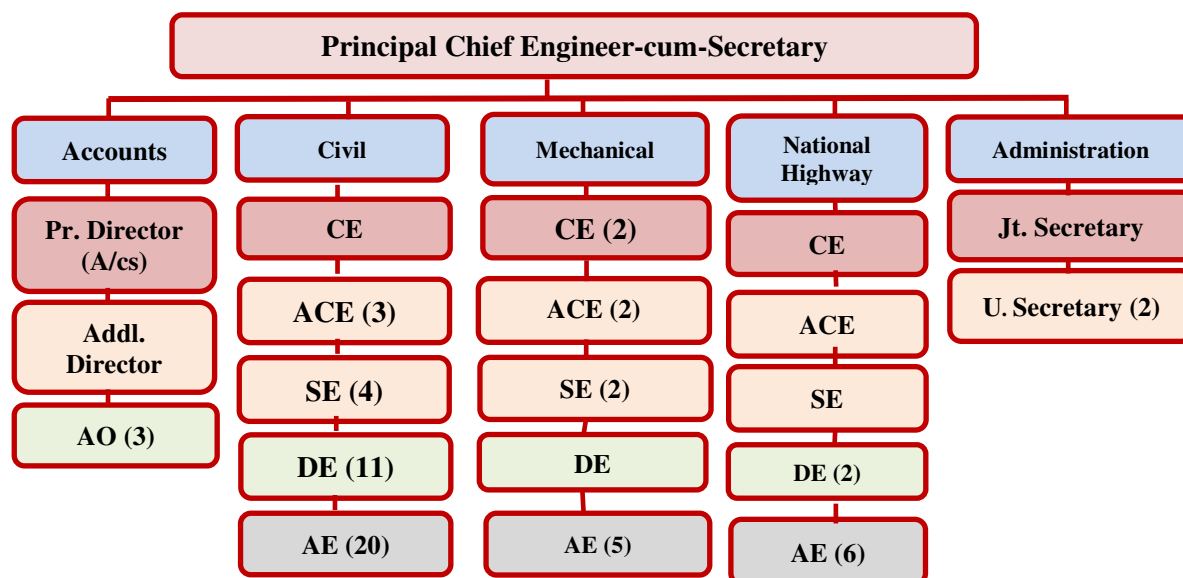 Principal Chief Engineer-cum-Secretary
Accounts
Pr. Director
(A/cs)
Addl.
Director
AO (3)
Civil
CE
ACE (3)
SE (4)
DE (11)
AE (20)
Mechanical
CE (2)
ACE (2)
SE (2)
DE
AE (5)
National
Highway
CE
ACE
SE
DE (2)
AE (6)
Administration
Jt. Secretary
U. Secretary (2)